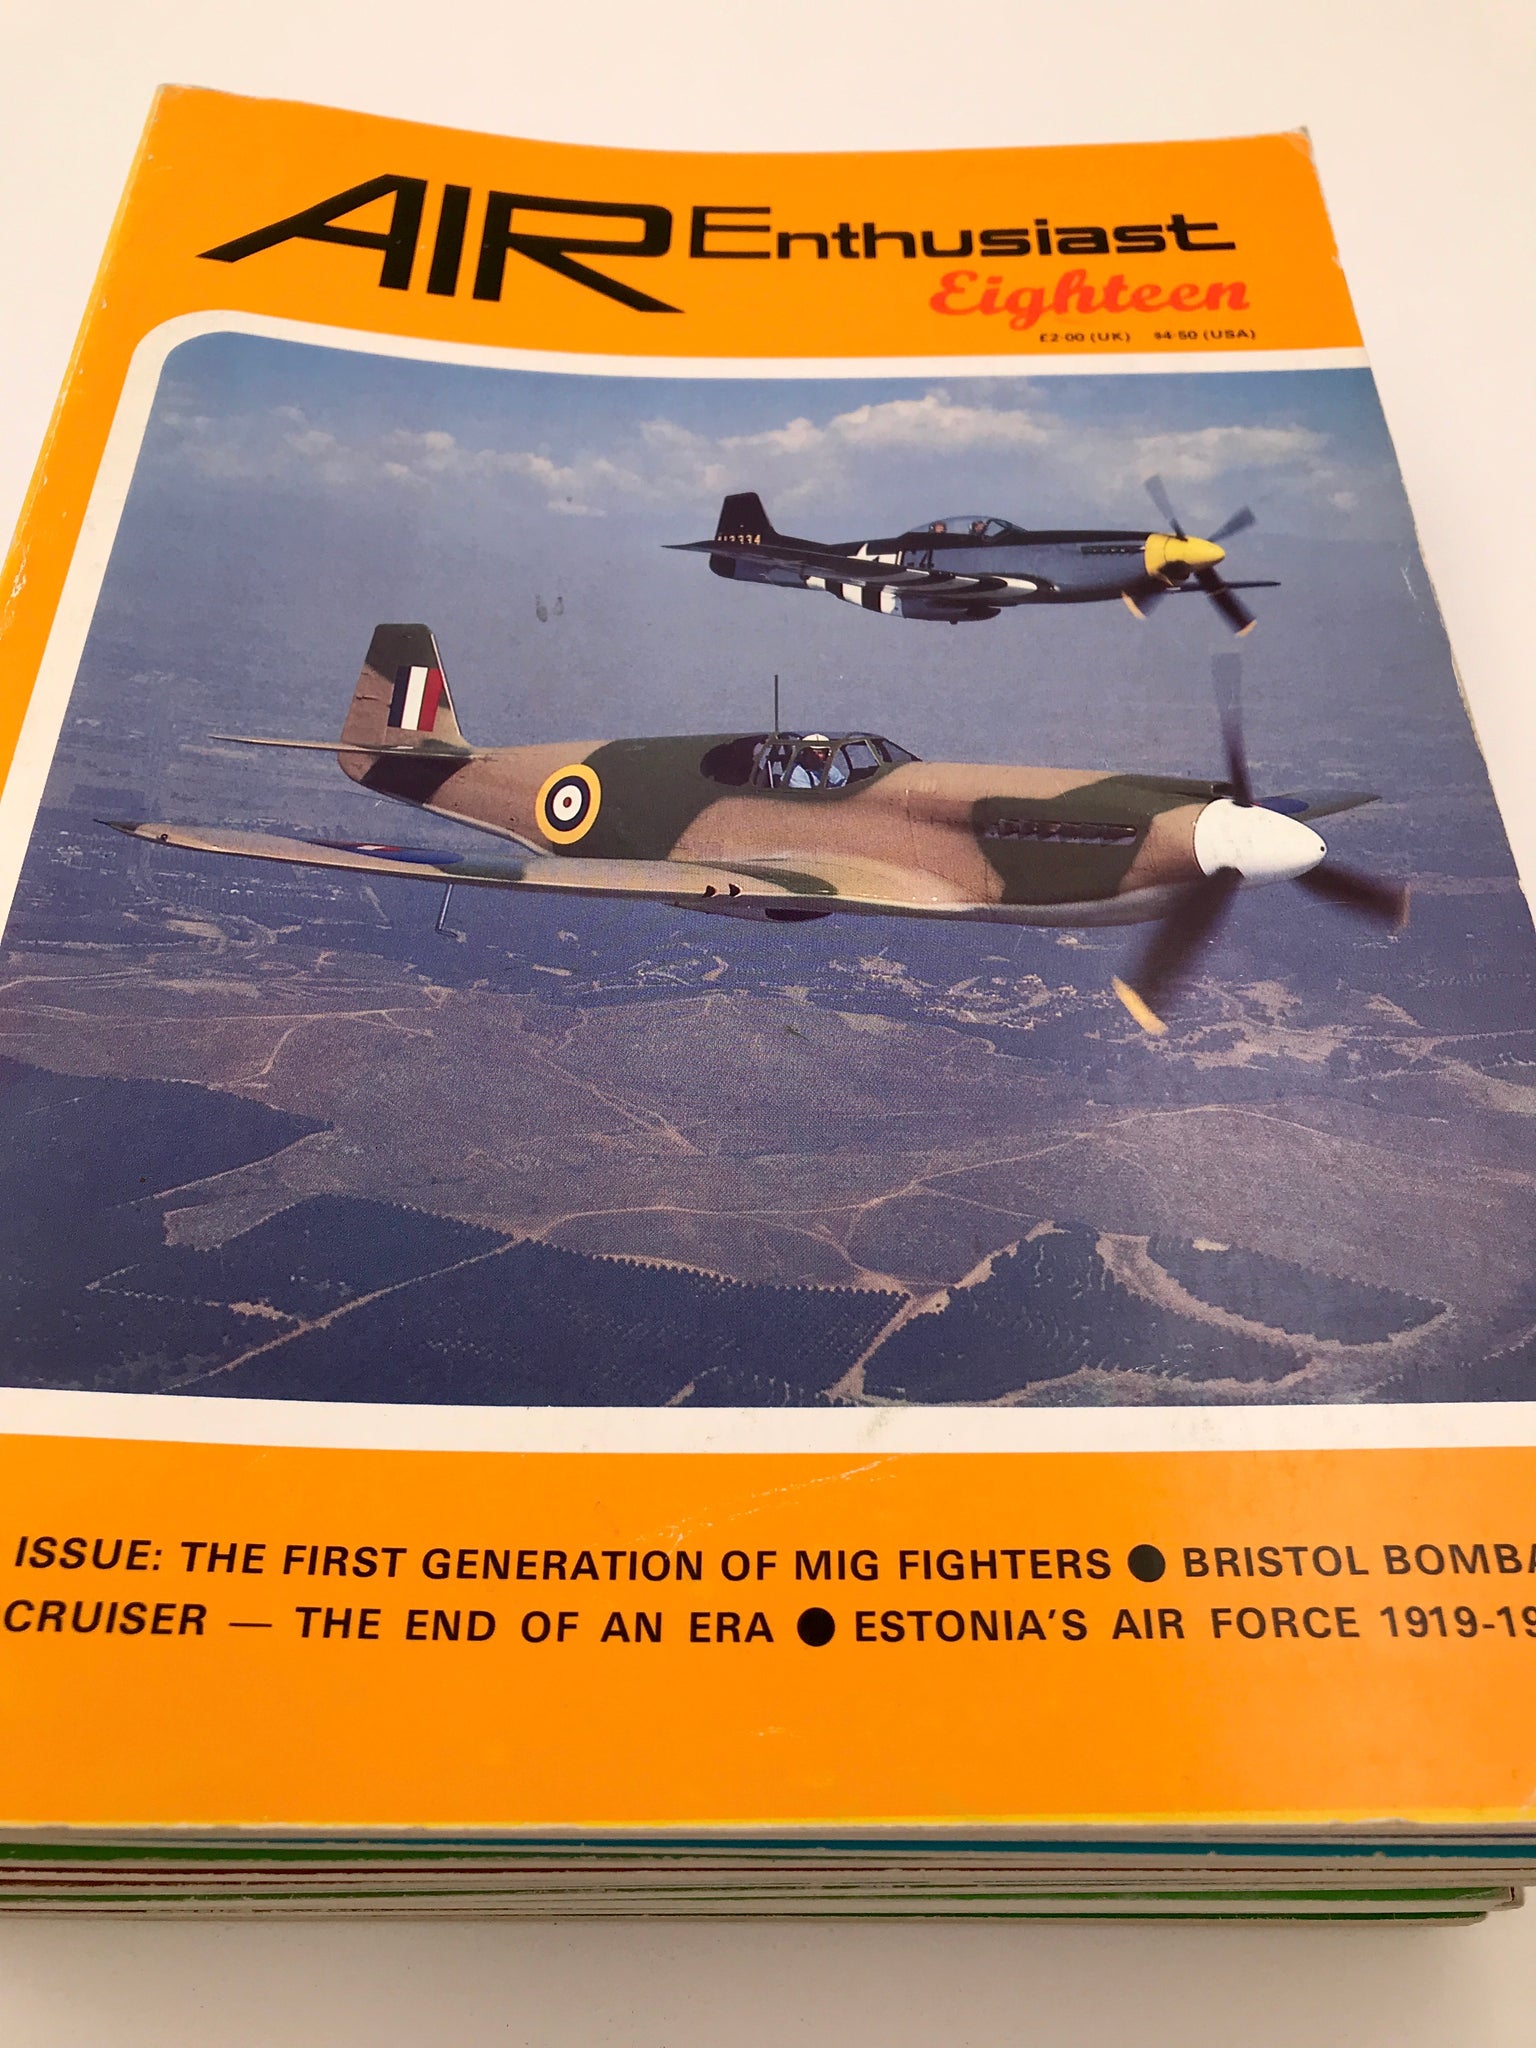 AIR Enthusiast
Eighteen
£2·00 (UK) $4·50 (USA)
113334
ISSUE: THE FIRST GENERATION OF MIG FIGHTERS ● BRISTOL
CRUISER — THE END OF AN ERA ● ESTONIA'S AIR FORCE